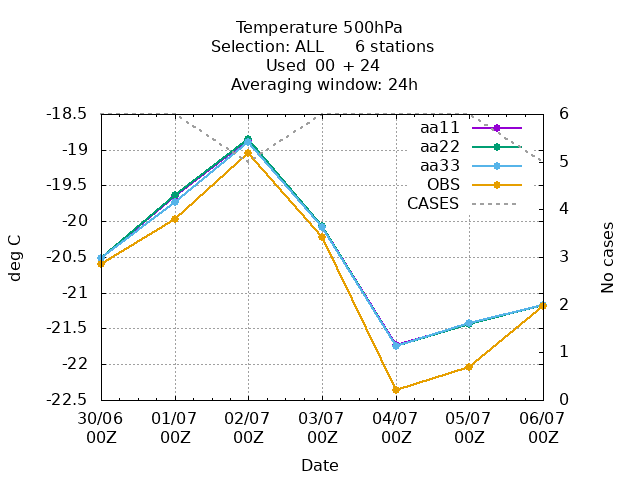 Temperature 500hPa
Selection: ALL 6 stations
Used 00 + 24
Averaging window: 24h
-18.5
-19
-19.5
-20
-20.5
-21
-21.5
-22
-22.5
deg C
6
5
4
3
2
1
0
No cases
aa11
aa22
aa33
OBS
CASES
30/06 01/07 02/07 03/07 04/07 05/07 06/07
00Z 00Z 00Z 00Z 00Z 00Z 00Z
Date